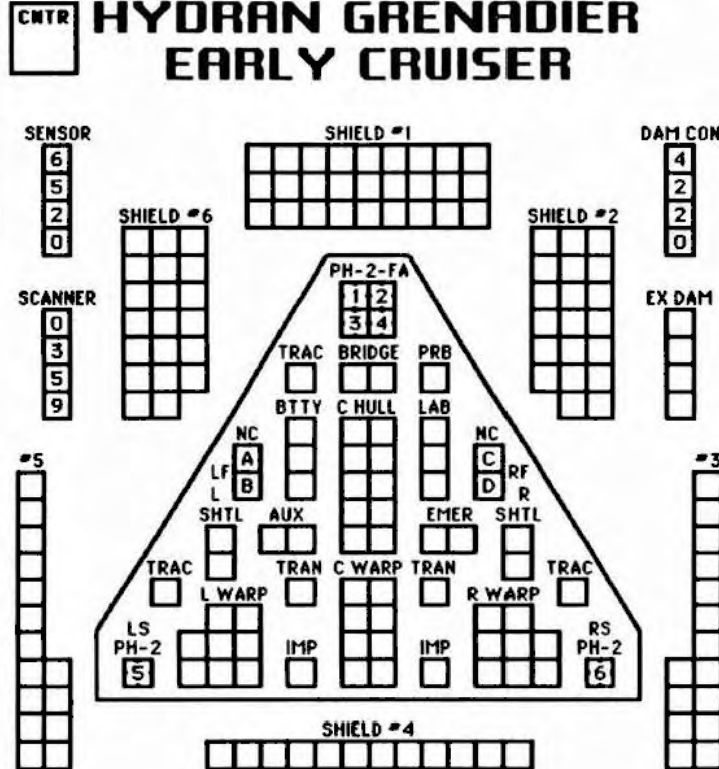 CNTR
HYDRAN GRENADIER
EARLY CRUISER
SENSOR
6
5
2
0
SHIELD #1
DAM CON
4
2
2
0
SHIELD #6
SHIELD #2
SCANNER
0
3
5
9
EX DAM
PH-2-FA
1 2
3 4
TRAC BRIDGE PRB
BTTY C HULL LAB
NC
A
B
LF
L
NC
C
D
RF
R
#5
#3
SHTL AUX EMER SHTL
TRAC TRAN C WARP TRAN TRAC
L WARP R WARP
LS
PH-2
5
IMP IMP
RS
PH-2
6
SHIELD #4